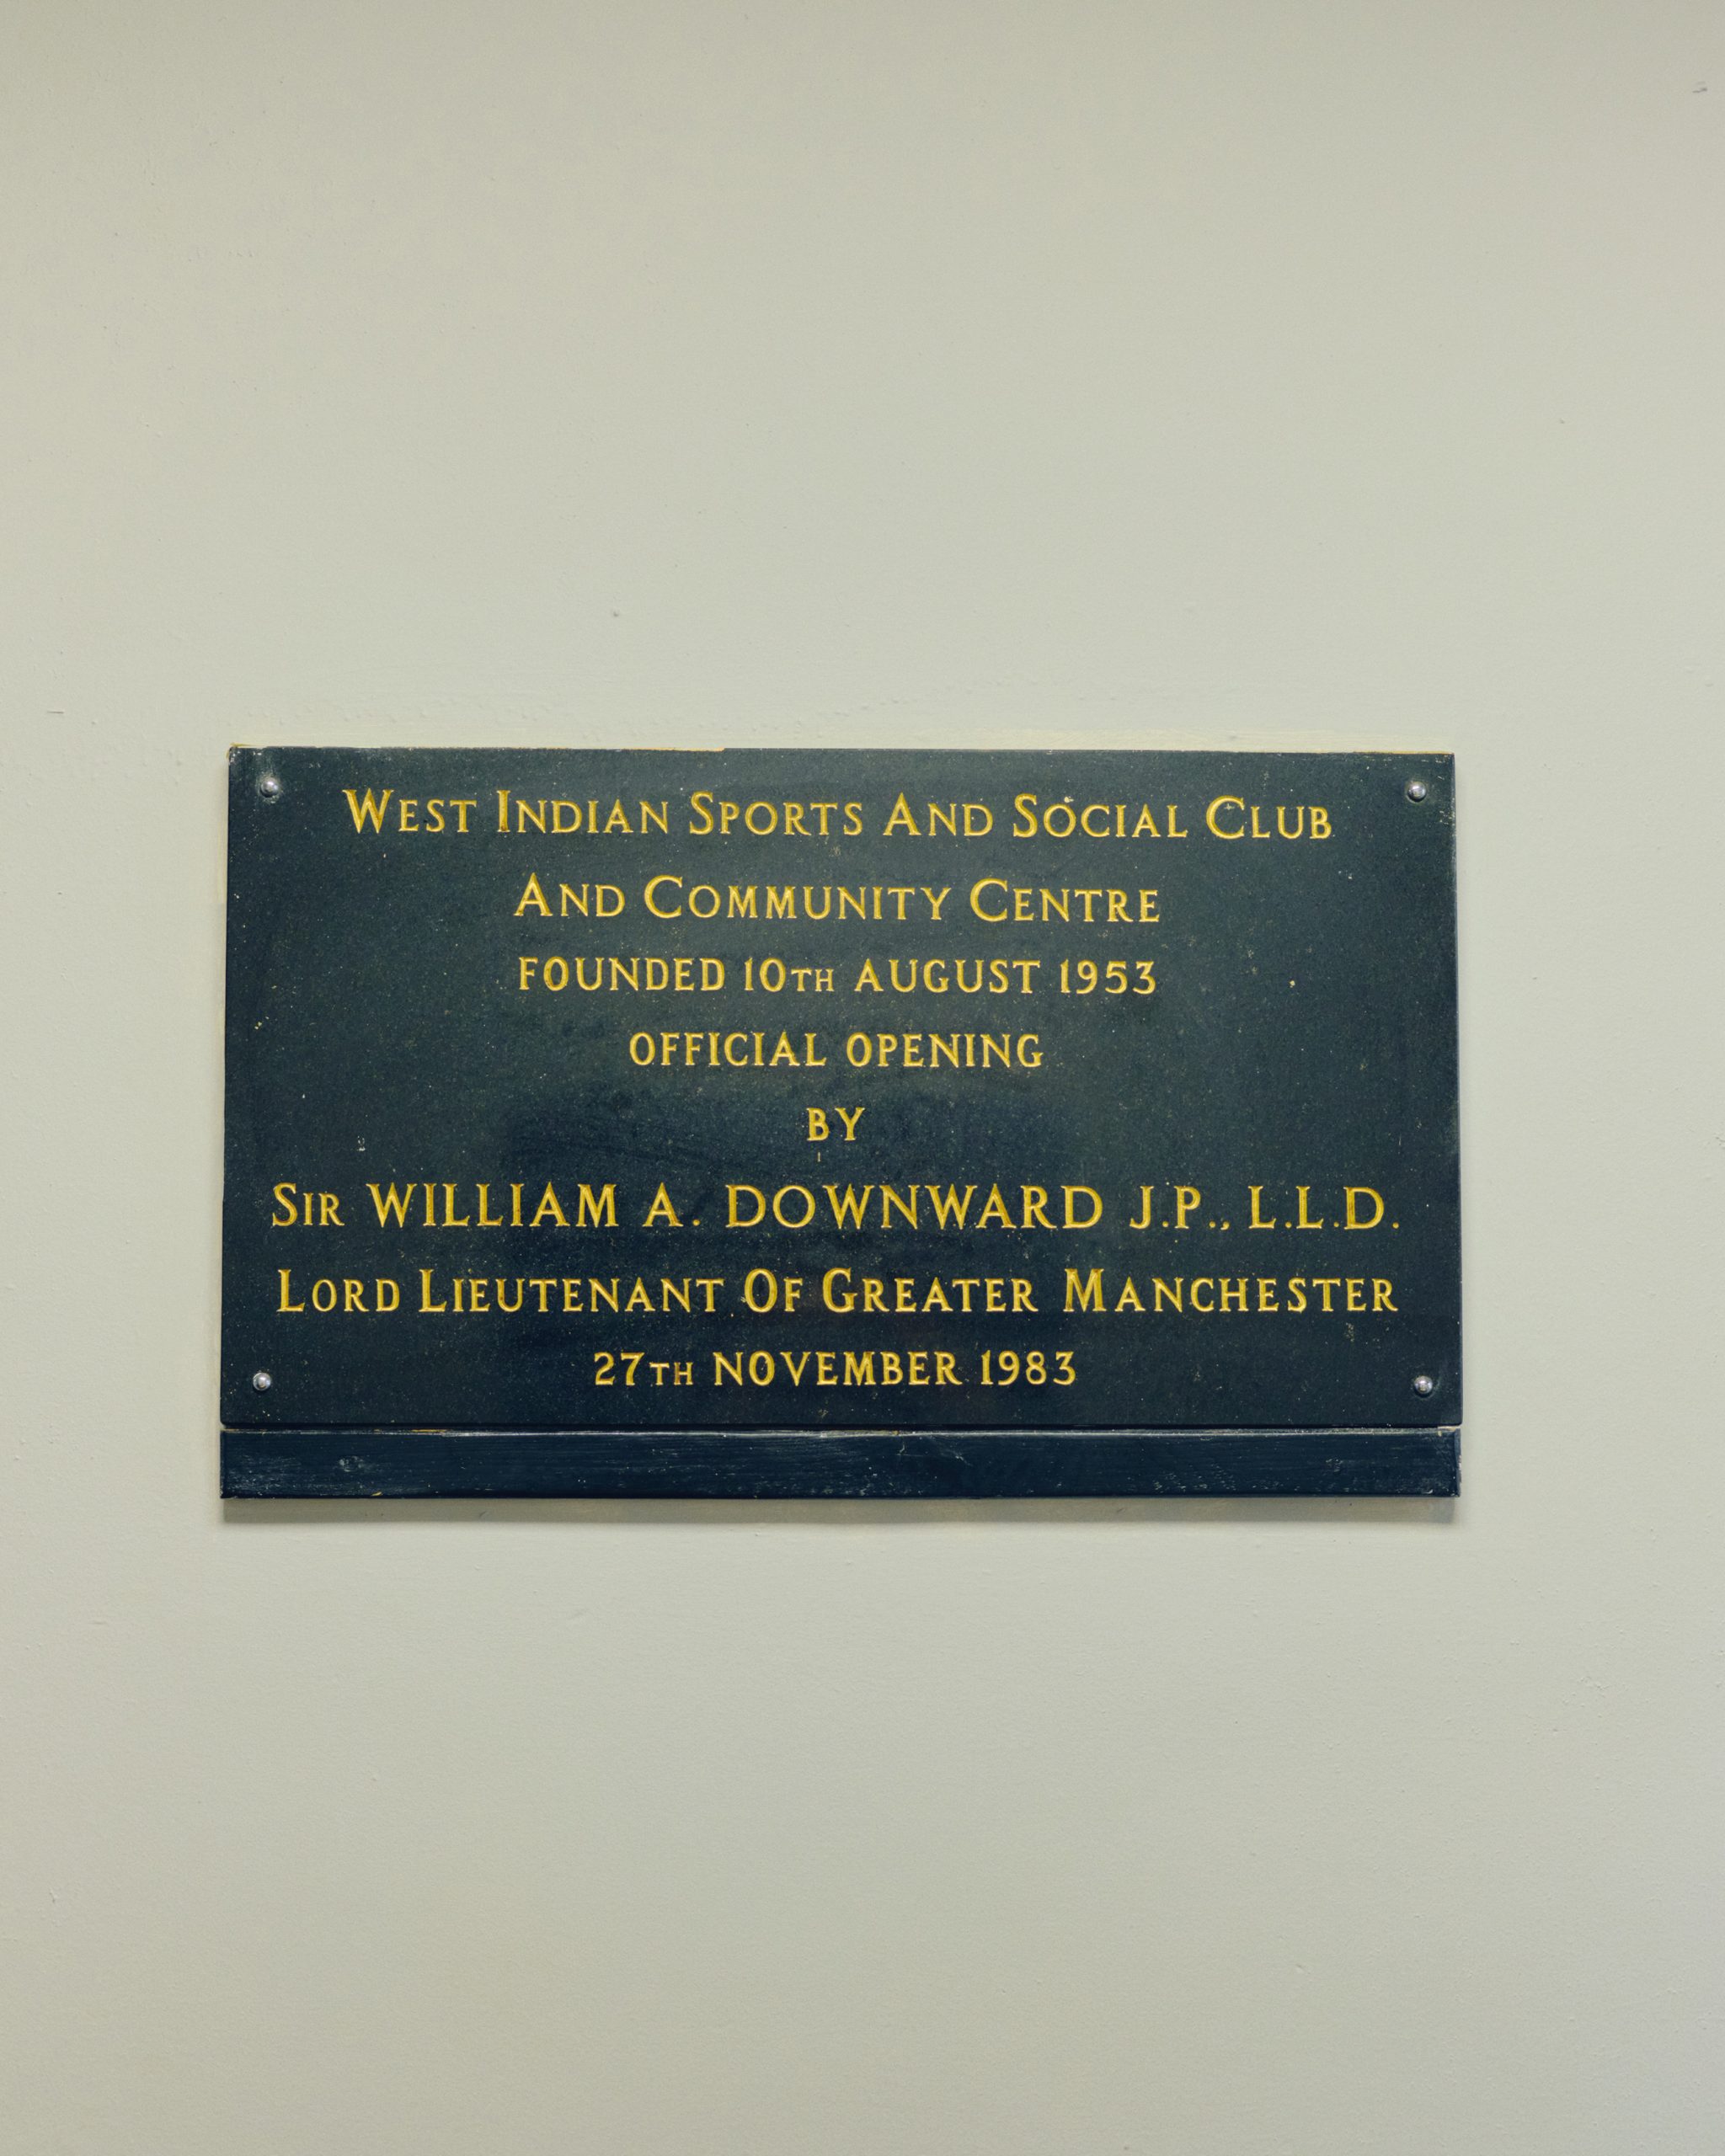 West Indian Sports And Social Club
And Community Centre
FOUNDED 10TH AUGUST 1953
OFFICIAL OPENING
BY
Sir WILLIAM A. DOWNWARD J.P., L.L.D.
Lord Lieutenant Of Greater Manchester
27TH NOVEMBER 1983